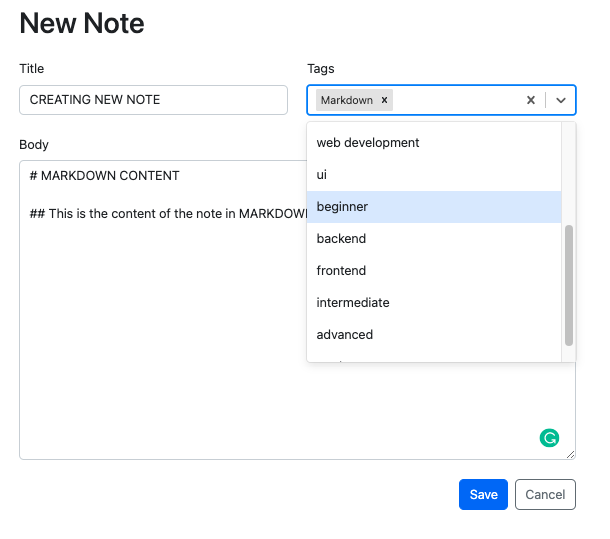 New Note
Title
Tags
CREATING NEW NOTE
Markdown
Body
# MARKDOWN CONTENT
## This is the content of the note in MARKDOWN
web development
ui
beginner
backend
frontend
intermediate
advanced
Save
Cancel